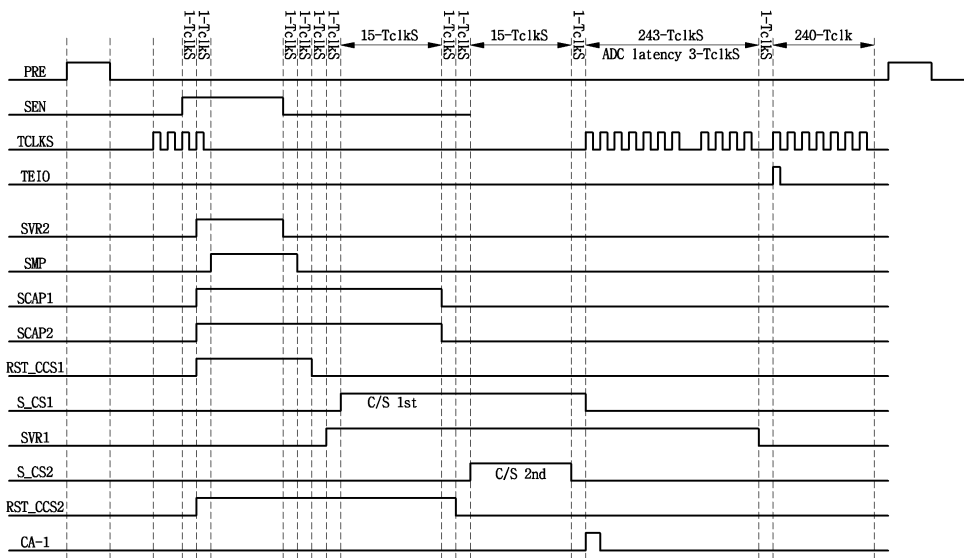 1-TclkS
1-TclkS
1-TclkS
1-TclkS
1-TclkS
1-TclkS
15-TclkS
1-TclkS
15-TclkS
1-TclkS
243-TclkS
ADC latency 3-TclkS
1-TclkS
240-Tclk
PRE
SEN
TCLKS
TEIO
SVR2
SMP
SCAP1
SCAP2
RST_CCS1
S_CS1
C/S 1st
SVR1
S_CS2
C/S 2nd
RST_CCS2
CA-1